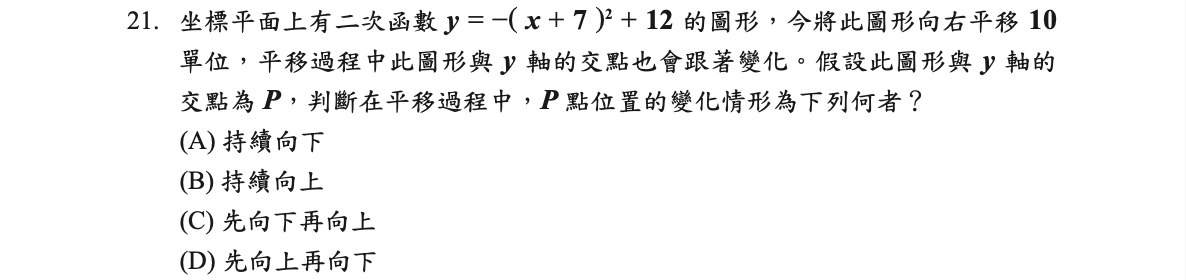 21. 坐標平面上有二次函數 y = −( x + 7 )² + 12 的圖形，今將此圖形向右平移 10
單位，平移過程中此圖形與 y 軸的交點也會跟著變化。假設此圖形與 y 軸的
交點為 P，判斷在平移過程中，P 點位置的變化情形為下列何者？
(A) 持續向下
(B) 持續向上
(C) 先向下再向上
(D) 先向上再向下